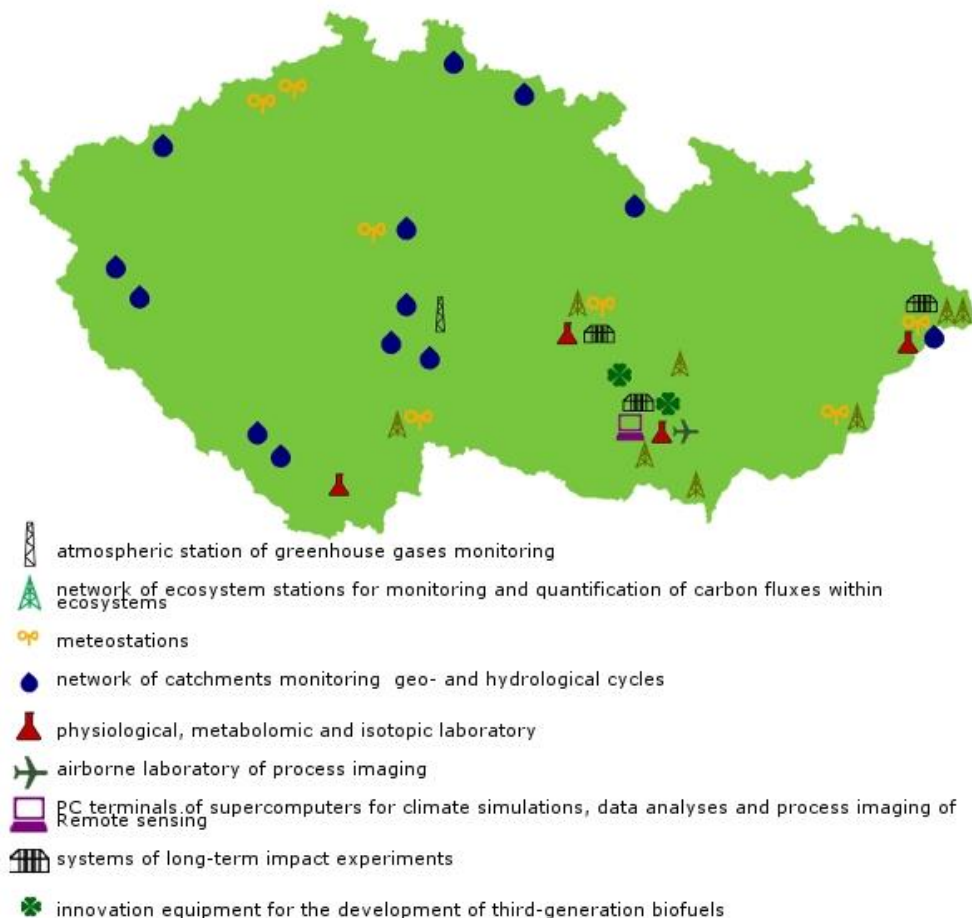 atmospheric station of greenhouse gases monitoring
network of ecosystem stations for monitoring and quantification of carbon fluxes within
ecosystems
meteostations
network of catchments monitoring geo- and hydrological cycles
physiological, metabolomic and isotopic laboratory
airborne laboratory of process imaging
PC terminals of supercomputers for climate simulations, data analyses and process imaging of
Remote sensing
systems of long-term impact experiments
innovation equipment for the development of third-generation biofuels